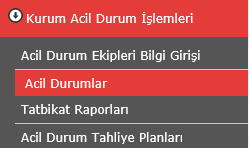 Kurum Acil Durum İşlemleri
Acil Durum Ekipleri Bilgi Girişi
Acil Durumlar
Tatbikat Raporları
Acil Durum Tahliye Planları